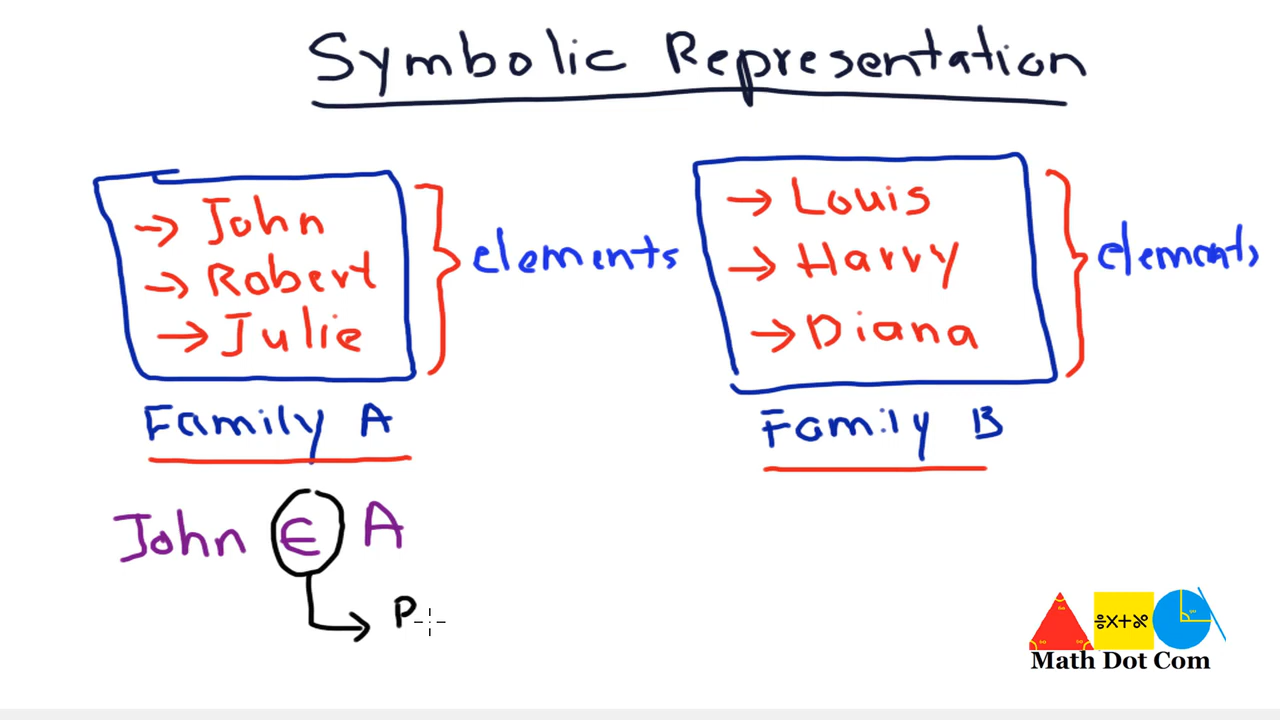 Symbolic Representation
→ John
→ Robert
→ Julie
elements
Family A
→ Louis
→ Harry
→ Diana
elements
Family B
John ∈ A
→ P
÷x+%
Math Dot Com